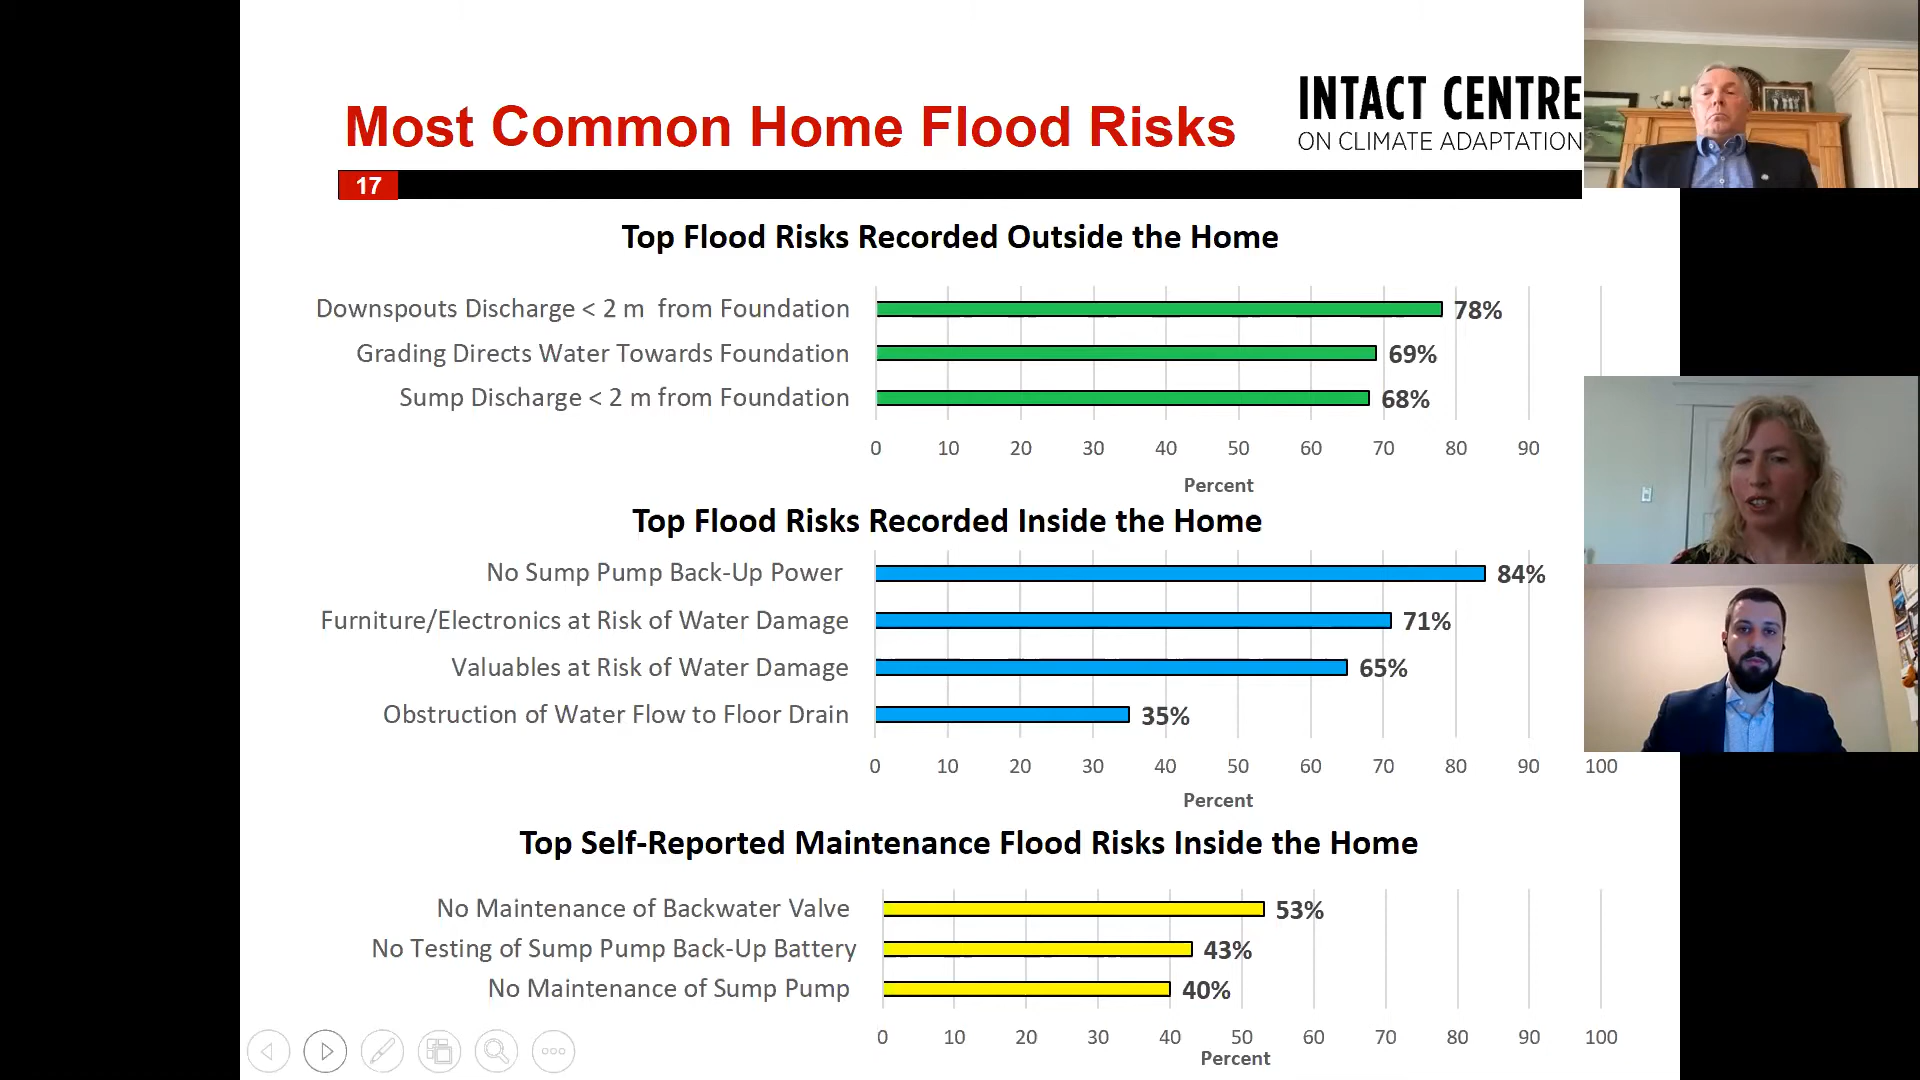 Most Common Home Flood Risks
INTACT CENTRE
ON CLIMATE ADAPTATION
17
Top Flood Risks Recorded Outside the Home
Downspouts Discharge < 2 m from Foundation 78%
Grading Directs Water Towards Foundation 69%
Sump Discharge < 2 m from Foundation 68%
0 10 20 30 40 50 60 70 80 90
Percent
Top Flood Risks Recorded Inside the Home
No Sump Pump Back-Up Power 84%
Furniture/Electronics at Risk of Water Damage 71%
Valuables at Risk of Water Damage 65%
Obstruction of Water Flow to Floor Drain 35%
0 10 20 30 40 50 60 70 80 90 100
Percent
Top Self-Reported Maintenance Flood Risks Inside the Home
No Maintenance of Backwater Valve 53%
No Testing of Sump Pump Back-Up Battery 43%
No Maintenance of Sump Pump 40%
0 10 20 30 40 50 60 70 80 90 100
Percent